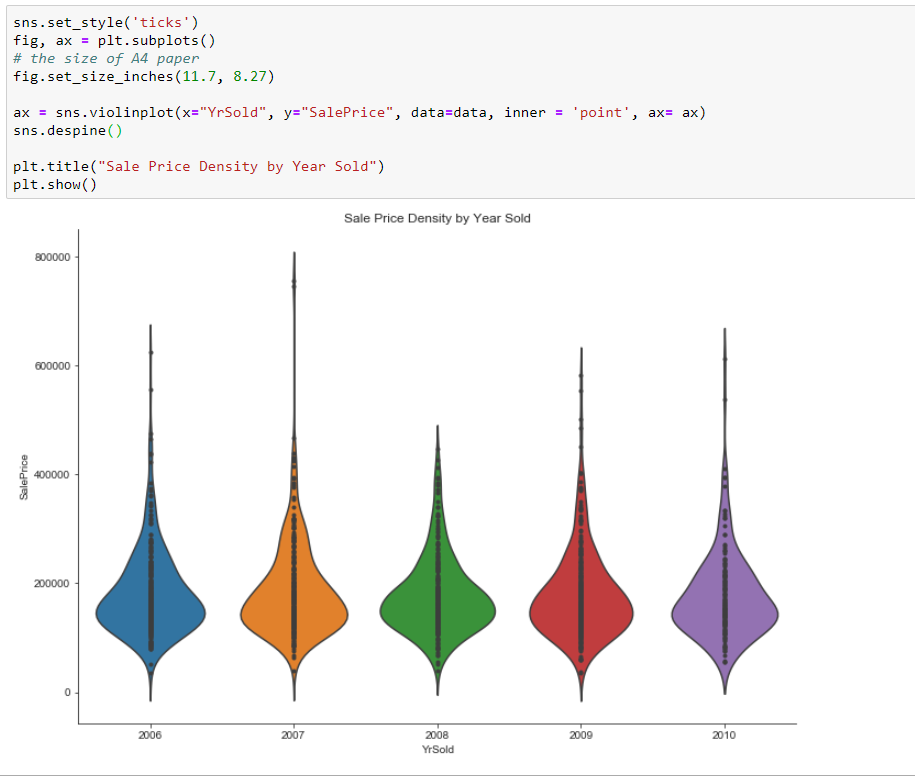 sns.set_style('ticks')
fig, ax = plt.subplots()
# the size of A4 paper
fig.set_size_inches(11.7, 8.27)
ax = sns.violinplot(x="YrSold", y="SalePrice", data=data, inner = 'point', ax= ax)
sns.despine()
plt.title("Sale Price Density by Year Sold")
plt.show()
Sale Price Density by Year Sold
800000
600000
400000
200000
0
SalePrice
2006 2007 2008 2009 2010
YrSold